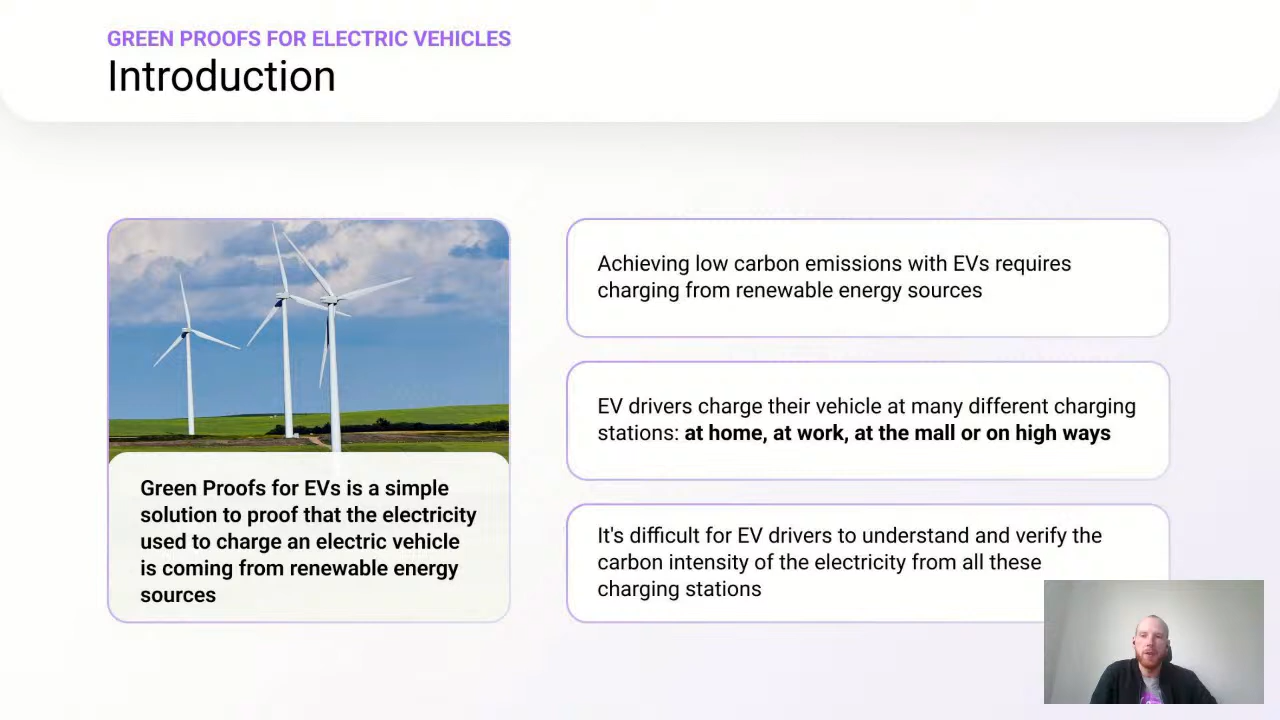 GREEN PROOFS FOR ELECTRIC VEHICLES
Introduction
Green Proofs for EVs is a simple
solution to proof that the electricity
used to charge an electric vehicle
is coming from renewable energy
sources
Achieving low carbon emissions with EVs requires
charging from renewable energy sources
EV drivers charge their vehicle at many different charging
stations: at home, at work, at the mall or on high ways
It's difficult for EV drivers to understand and verify the
carbon intensity of the electricity from all these
charging stations